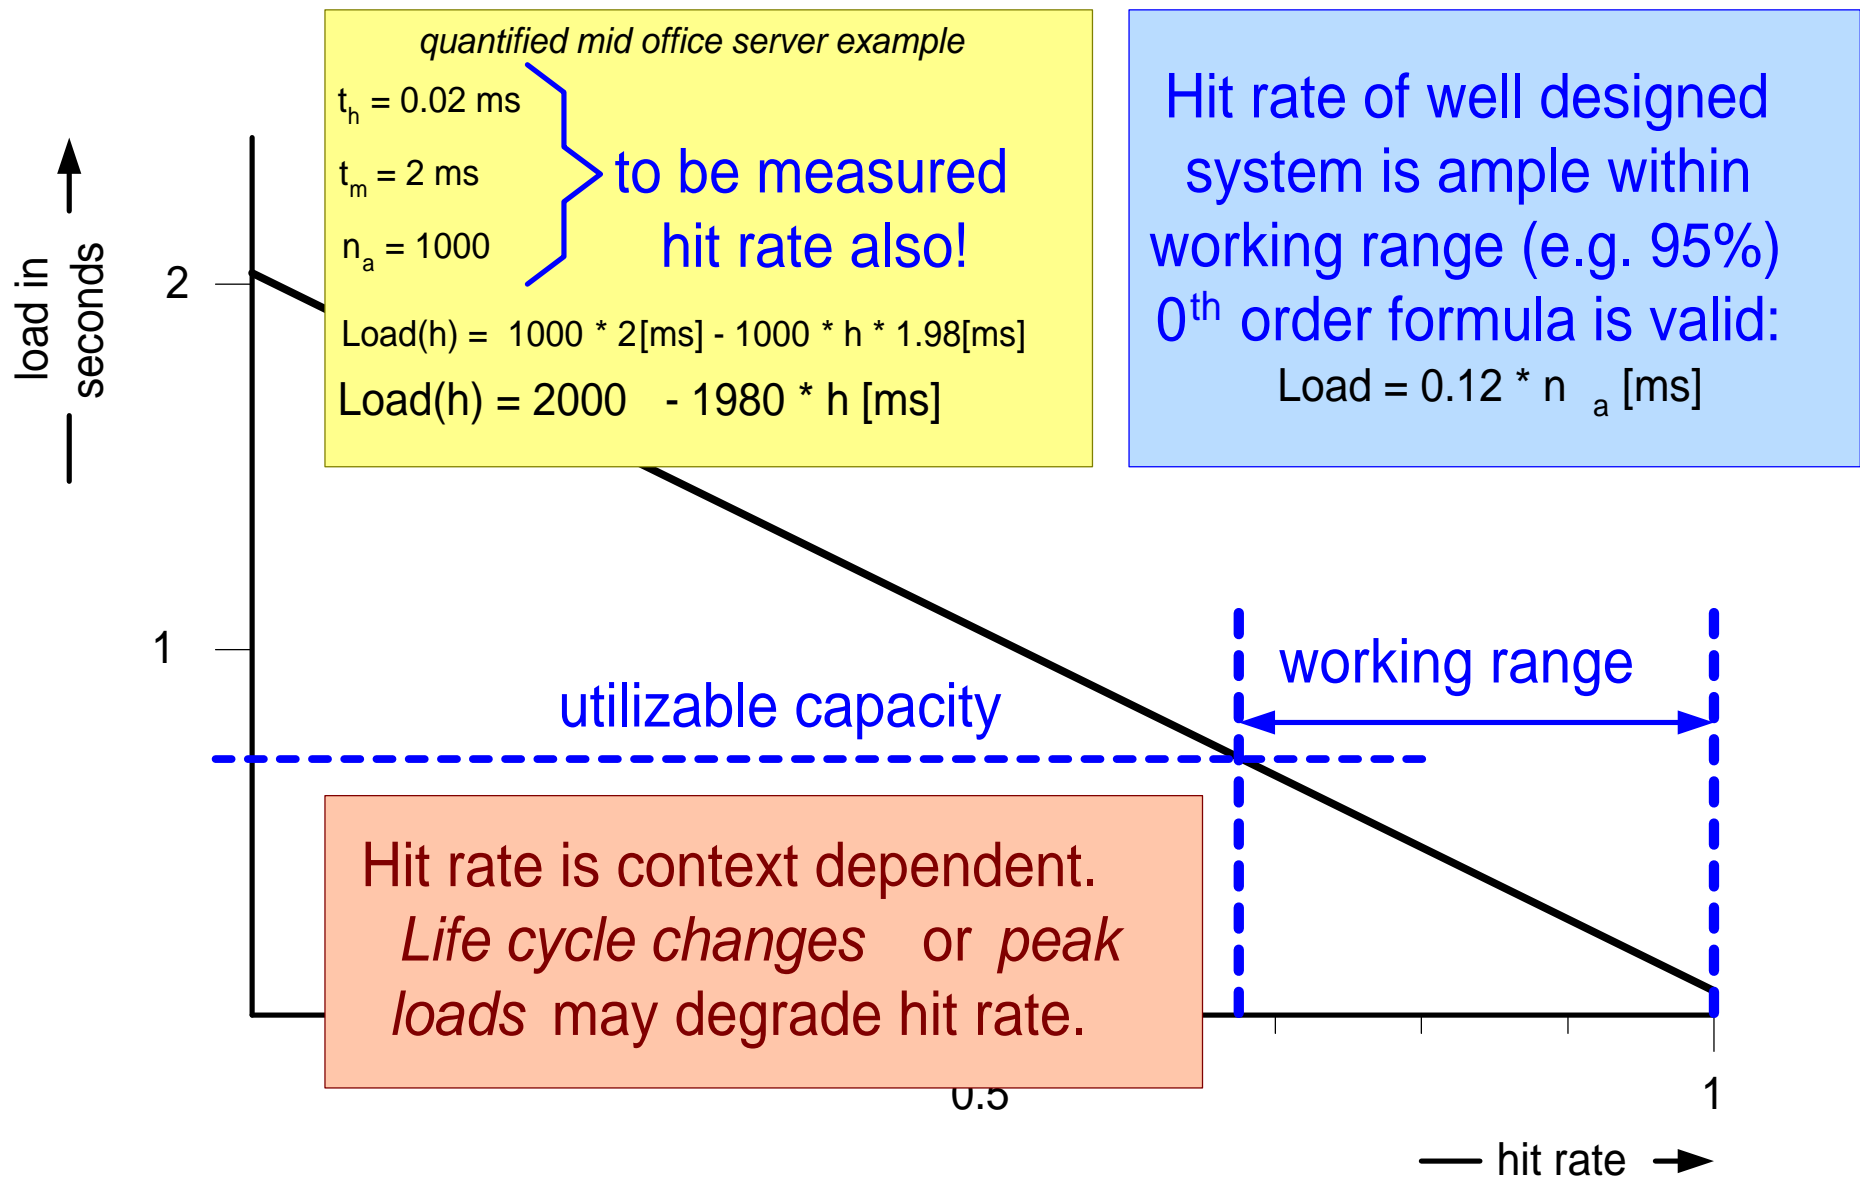 quantified mid office server example
t_h = 0.02 ms
t_m = 2 ms
n_a = 1000
to be measured
hit rate also!
Load(h) = 1000 * 2[ms] - 1000 * h * 1.98[ms]
Load(h) = 2000 - 1980 * h [ms]
Hit rate of well designed
system is ample within
working range (e.g. 95%)
0th order formula is valid:
Load = 0.12 * n_a [ms]
load in
seconds
2
1
utilizable capacity
working range
Hit rate is context dependent.
Life cycle changes or peak
loads may degrade hit rate.
0.5
1
hit rate